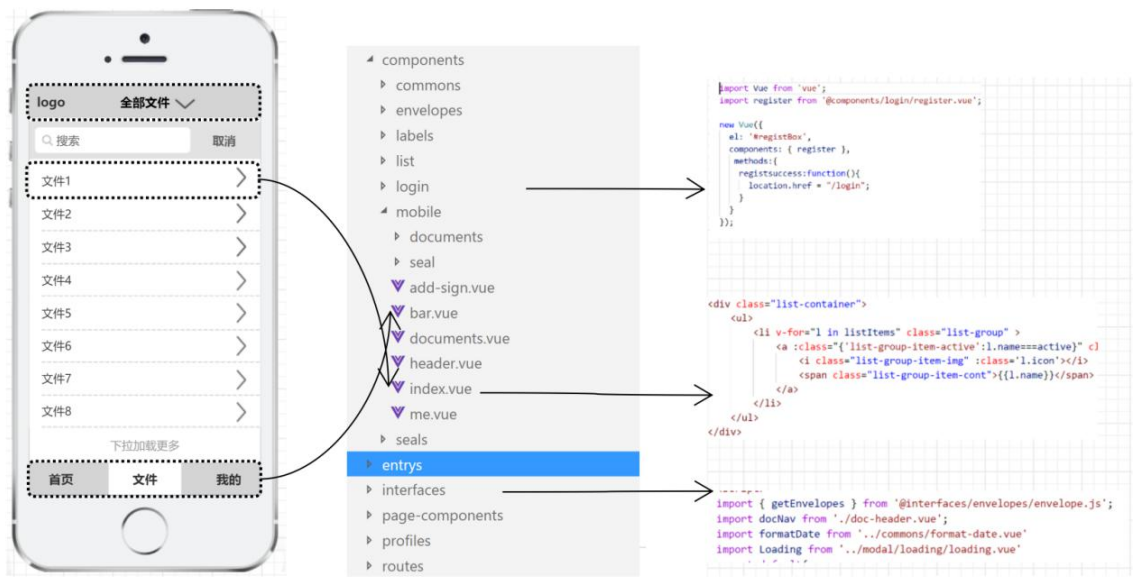 logo 全部文件
搜索 取消
文件1
文件2
文件3
文件4
文件5
文件6
文件7
文件8
下拉加载更多
首页 文件 我的
components
commons
envelopes
labels
list
login
mobile
documents
seal
add-sign.vue
bar.vue
documents.vue
header.vue
index.vue
me.vue
seals
entrys
interfaces
page-components
profiles
routes
import Vue from 'vue';
import register from '@components/login/register.vue';
new Vue({
el: '#registBox',
components: { register },
methods:{
registsuccess:function(){
location.href = "/login";
}
}
});
<div class="list-container">
<ul>
<li v-for="l in listItems" class="list-group" >
<a :class="{'list-group-item-active':l.name===active}" cl
<i class="list-group-item-img" :class='l.icon'></i>
<span class="list-group-item-cont">{{l.name}}</span>
</a>
</li>
</ul>
</div>
import { getEnvelopes } from '@interfaces/envelopes/envelope.js';
import docNav from './doc-header.vue';
import formatDate from '../commons/format-date.vue'
import Loading from '../modal/loading/loading.vue'